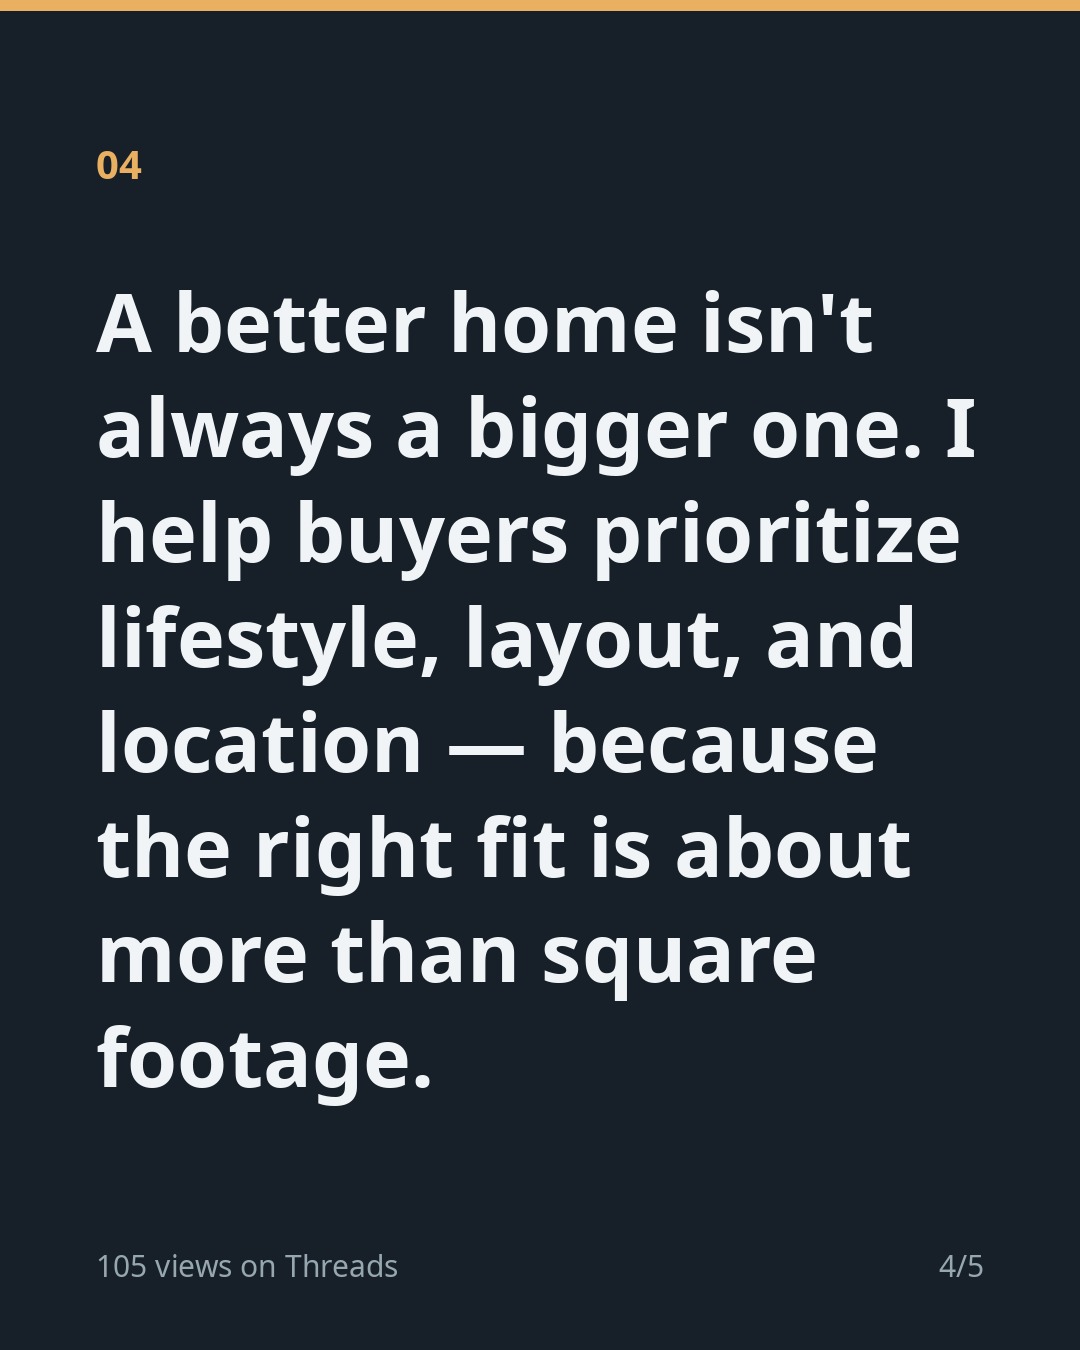 04
A better home isn't
always a bigger one. I
help buyers prioritize
lifestyle, layout, and
location — because
the right fit is about
more than square
footage.
105 views on Threads
4/5